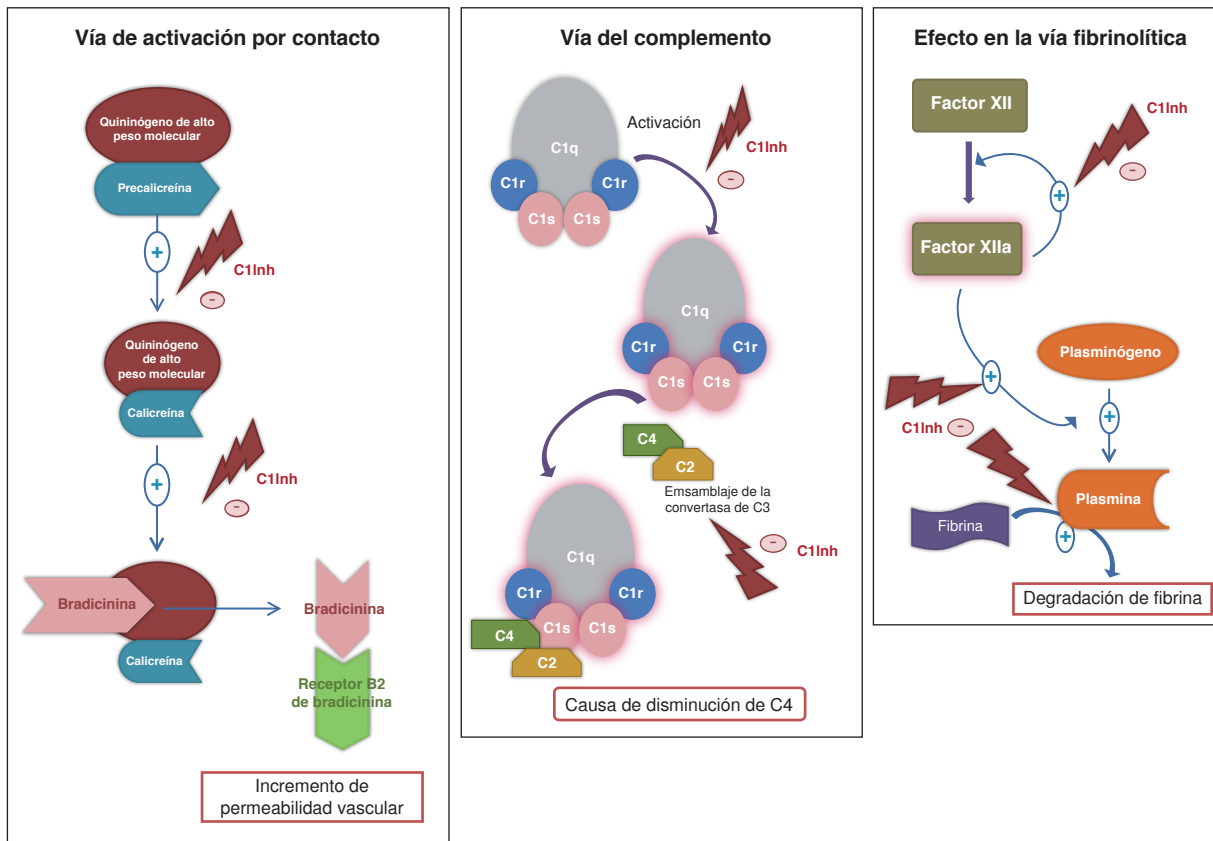 Vía de activación por contacto
Quininógeno de alto
peso molecular
Precalicreína
+
C1Inh
−
Quininógeno
de alto
peso molecular
Calicreína
+
C1Inh
−
Bradicinina
Calicreína
Bradicinina
Receptor B2
de bradicinina
Incremento de
permeabilidad vascular
Vía del complemento
C1q
Activación
C1Inh
−
C1r
C1r
C1s
C1s
C1q
C1r
C1r
C1s
C1s
C4
C2
Emsamblaje de la
convertasa de C3
−
C1Inh
C1q
C1r
C1r
C1s
C1s
C4
C2
Causa de disminución de C4
Efecto en la vía fibrinolítica
Factor XII
C1Inh
−
+
Factor XIIa
Plasminógeno
+
C1Inh
−
+
Plasmina
Fibrina
+
Degradación de fibrina